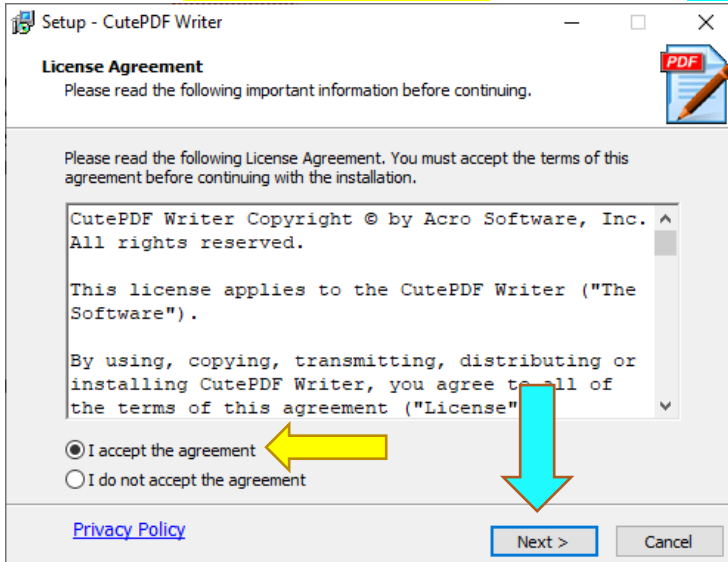 Setup - CutePDF Writer
License Agreement
Please read the following important information before continuing.
PDF
Please read the following License Agreement. You must accept the terms of this
agreement before continuing with the installation.
CutePDF Writer Copyright © by Acro Software, Inc.
All rights reserved.
This license applies to the CutePDF Writer ("The
Software").
By using, copying, transmitting, distributing or
installing CutePDF Writer, you agree to all of
the terms of this agreement ("License"
I accept the agreement
I do not accept the agreement
Privacy Policy
Next >
Cancel